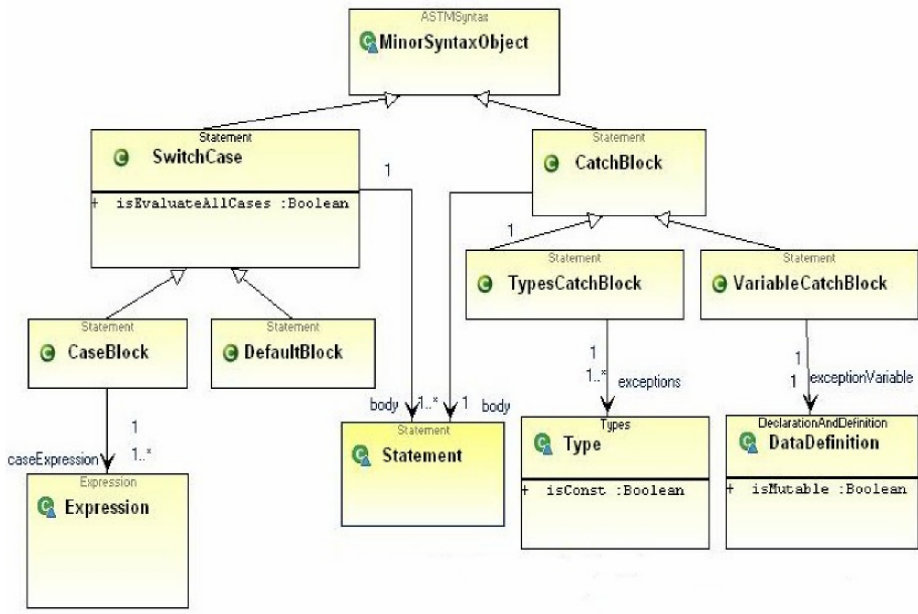 ASTMSyntax
MinorSyntaxObject
Statement
SwitchCase
+ isEvaluateAllCases :Boolean
1
Statement
CatchBlock
1
Statement
TypesCatchBlock
Statement
VariableCatchBlock
Statement
CaseBlock
Statement
DefaultBlock
1
1..*
exceptions
1
1
exceptionVariable
body
1..*
1
body
1
1..*
caseExpression
Expression
Expression
Statement
Statement
Types
Type
+ isConst :Boolean
DeclarationAndDefinition
DataDefinition
+ isMutable :Boolean